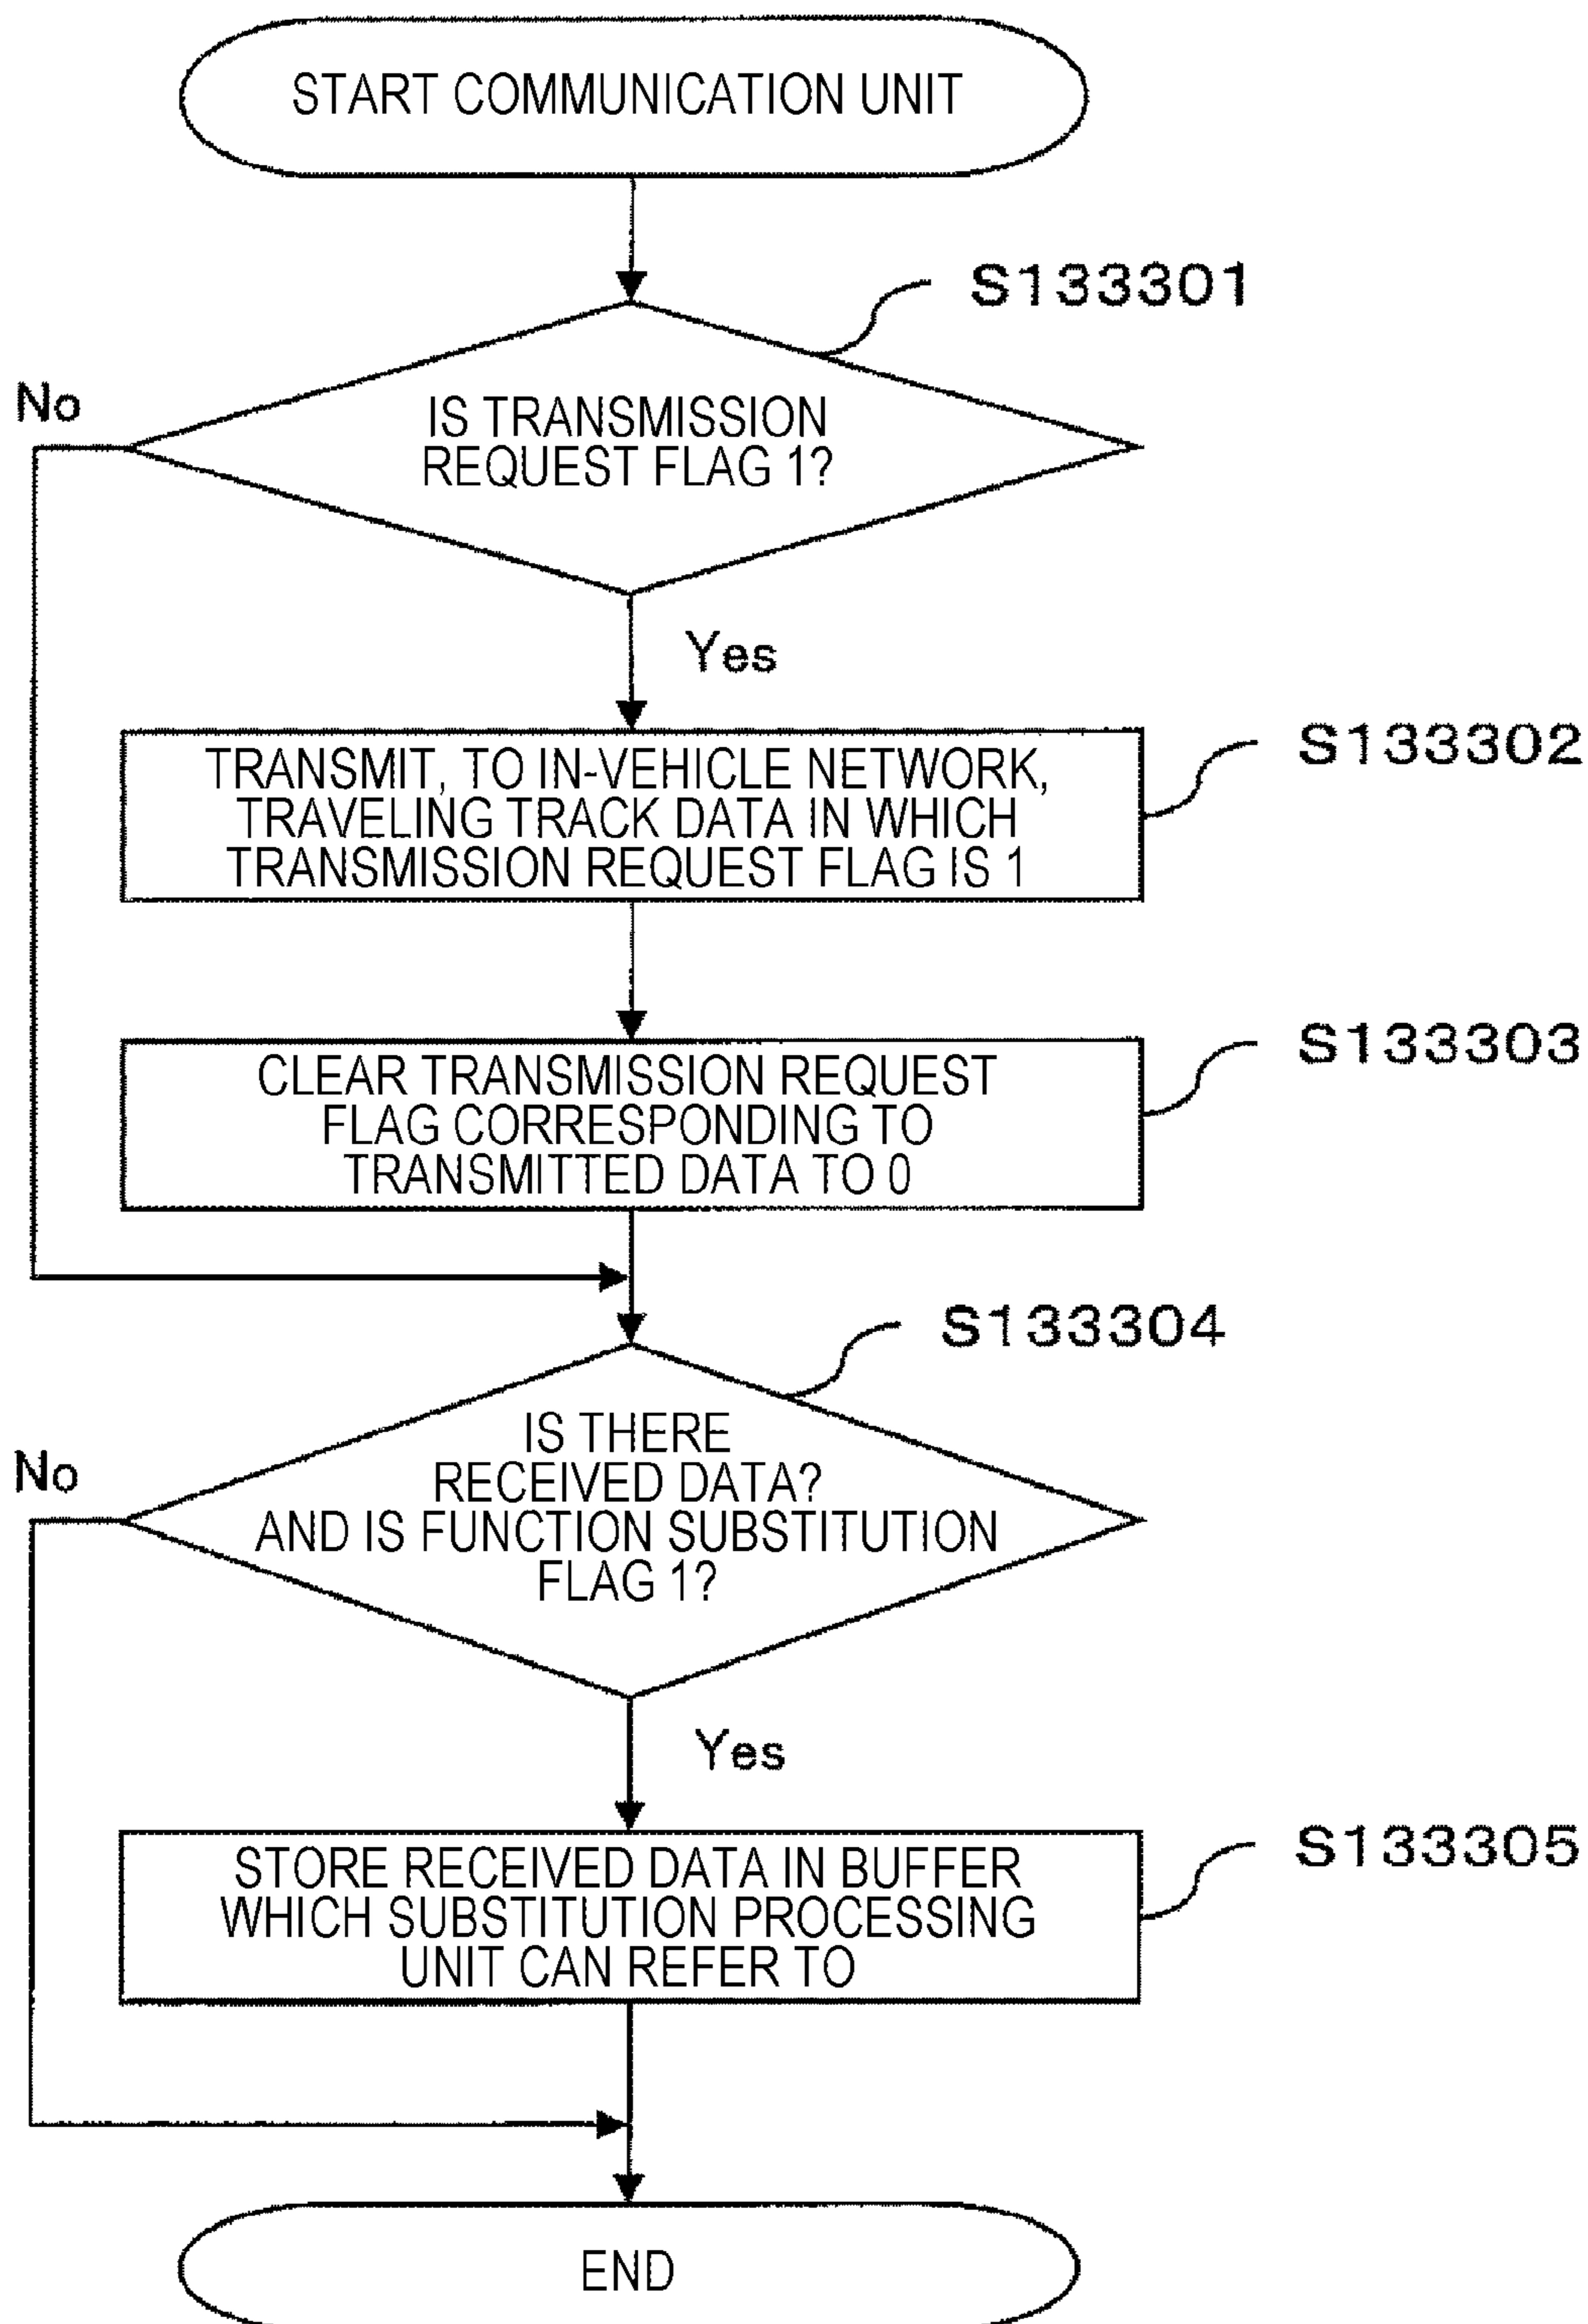 START COMMUNICATION UNIT
S133301
No
IS TRANSMISSION
REQUEST FLAG 1?
Yes
S133302
TRANSMIT, TO IN-VEHICLE NETWORK,
TRAVELING TRACK DATA IN WHICH
TRANSMISSION REQUEST FLAG IS 1
S133303
CLEAR TRANSMISSION REQUEST
FLAG CORRESPONDING TO
TRANSMITTED DATA TO 0
S133304
No
IS THERE
RECEIVED DATA?
AND IS FUNCTION SUBSTITUTION
FLAG 1?
Yes
S133305
STORE RECEIVED DATA IN BUFFER
WHICH SUBSTITUTION PROCESSING
UNIT CAN REFER TO
END